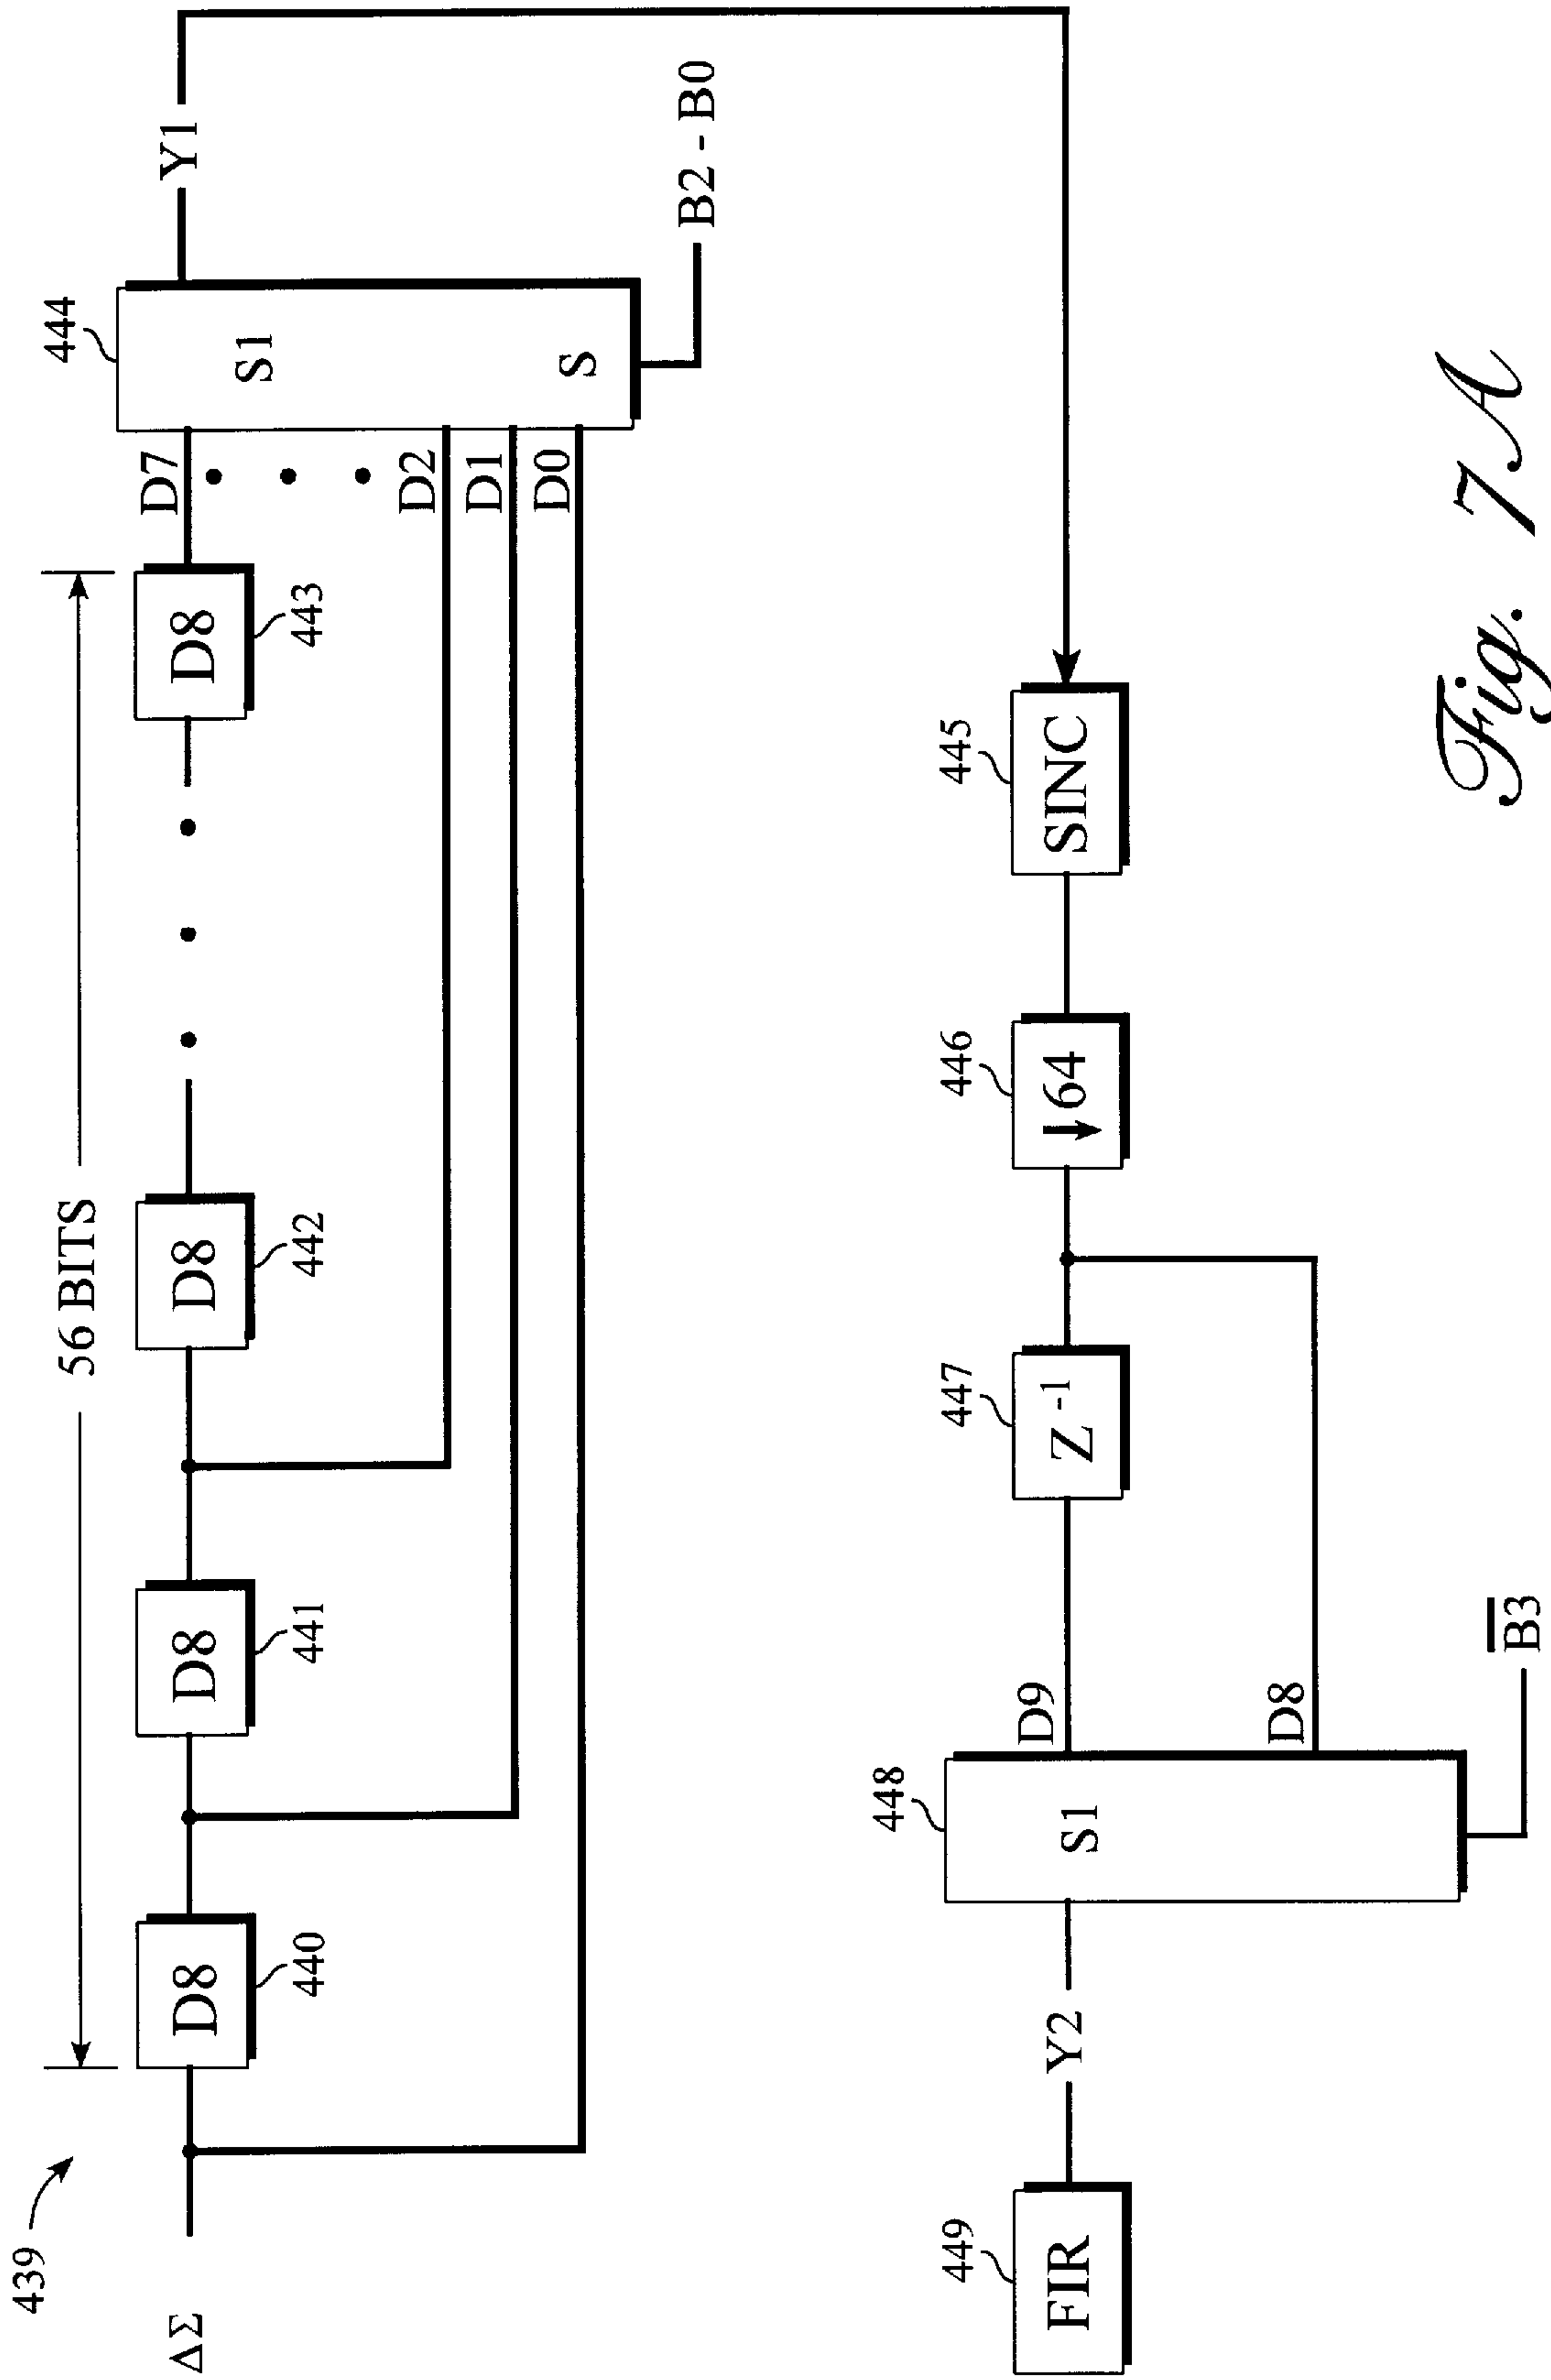 439
56 BITS
ΔΣ
D8
D8
D8
D8
440
441
442
443
D7
D2
D1
D0
444
S1
S
Y1
B2 - B0
449
FIR
Y2
448
S1
D9
D8
B3̅
447
Z⁻¹
446
↓64
445
SINC
Fig. 7A